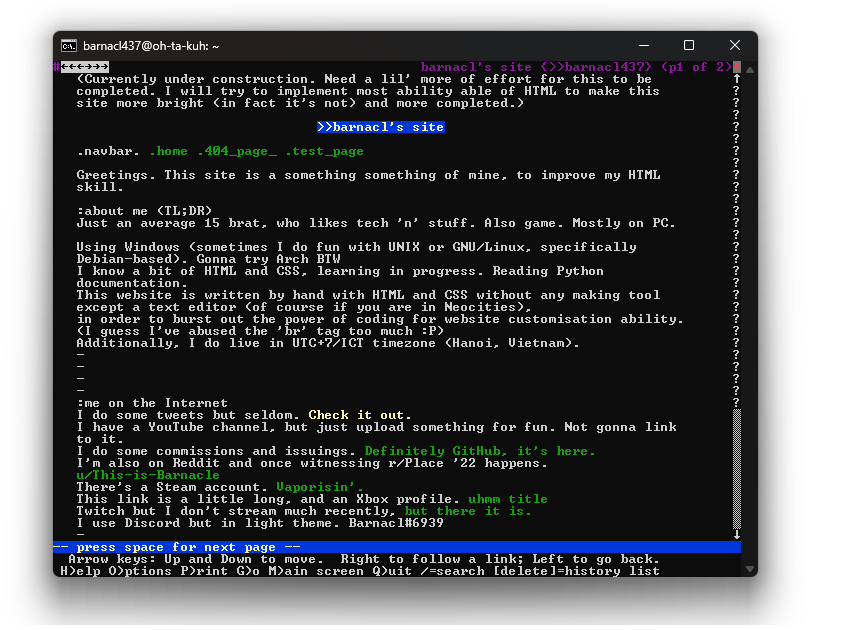 barnacl437@oh-ta-kuh: ~
#<<<->>> barnacl's site {>>barnacl437} (p1 of 2)
(Currently under construction. Need a lil' more of effort for this to be
completed. I will try to implement most ability able of HTML to make this
site more bright (in fact it's not) and more completed.)
>>barnacl's site
.navbar. .home .404_page_ .test_page
Greetings. This site is a something something of mine, to improve my HTML
skill.
:about me (TL;DR)
Just an average 15 brat, who likes tech 'n' stuff. Also game. Mostly on PC.
Using Windows (sometimes I do fun with UNIX or GNU/Linux, specifically
Debian-based). Gonna try Arch BTW
I know a bit of HTML and CSS, learning in progress. Reading Python
documentation.
This website is written by hand with HTML and CSS without any making tool
except a text editor (of course if you are in Neocities),
in order to burst out the power of coding for website customisation ability.
(I guess I've abused the 'br' tag too much :P)
Additionally, I do live in UTC+7/ICT timezone (Hanoi, Vietnam).
-
-
-
-
:me on the Internet
I do some tweets but seldom. Check it out.
I have a YouTube channel, but just upload something for fun. Not gonna link
to it.
I do some commissions and issuings. Definitely GitHub, it's here.
I'm also on Reddit and once witnessing r/Place '22 happens.
u/This-is-Barnacle
There's a Steam account. Vaporisin'.
This link is a little long, and an Xbox profile. uhmm title
Twitch but I don't stream much recently, but there it is.
I use Discord but in light theme. Barnacl#6939
-
-- press space for next page --
Arrow keys: Up and Down to move. Right to follow a link; Left to go back.
H)elp O)ptions P)rint G)o M)ain screen Q)uit /=search [delete]=history list